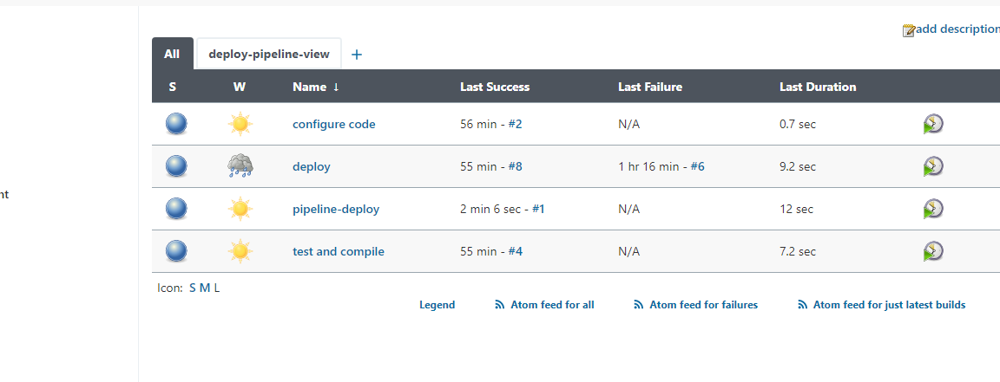 add description
All deploy-pipeline-view +
S W Name ↓ Last Success Last Failure Last Duration
configure code 56 min - #2 N/A 0.7 sec
deploy 55 min - #8 1 hr 16 min - #6 9.2 sec
nt
pipeline-deploy 2 min 6 sec - #1 N/A 12 sec
test and compile 55 min - #4 N/A 7.2 sec
Icon: S M L
Legend Atom feed for all Atom feed for failures Atom feed for just latest builds